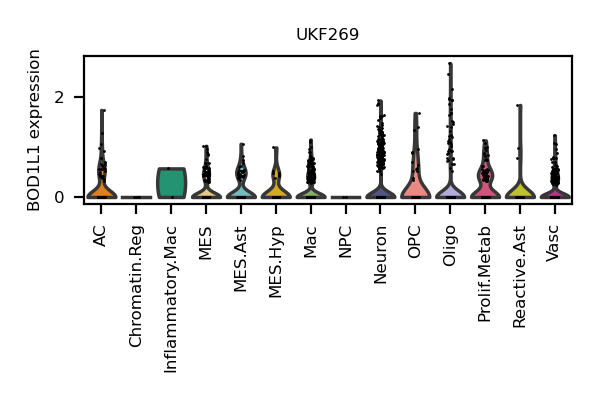 UKF269
BOD1L1 expression
2
0
AC
Chromatin.Reg
Inflammatory.Mac
MES
MES.Ast
MES.Hyp
Mac
NPC
Neuron
OPC
Oligo
Prolif.Metab
Reactive.Ast
Vasc